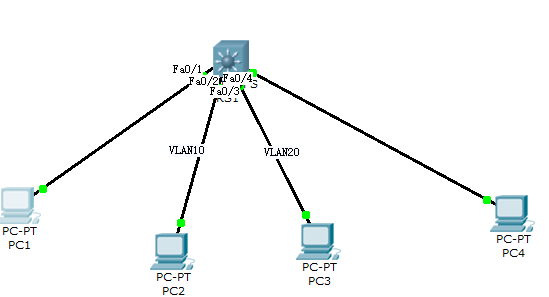 Fa0/1
Fa0/2
Fa0/4
Fa0/3
VLAN10
VLAN20
PC-PT
PC1
PC-PT
PC2
PC-PT
PC3
PC-PT
PC4